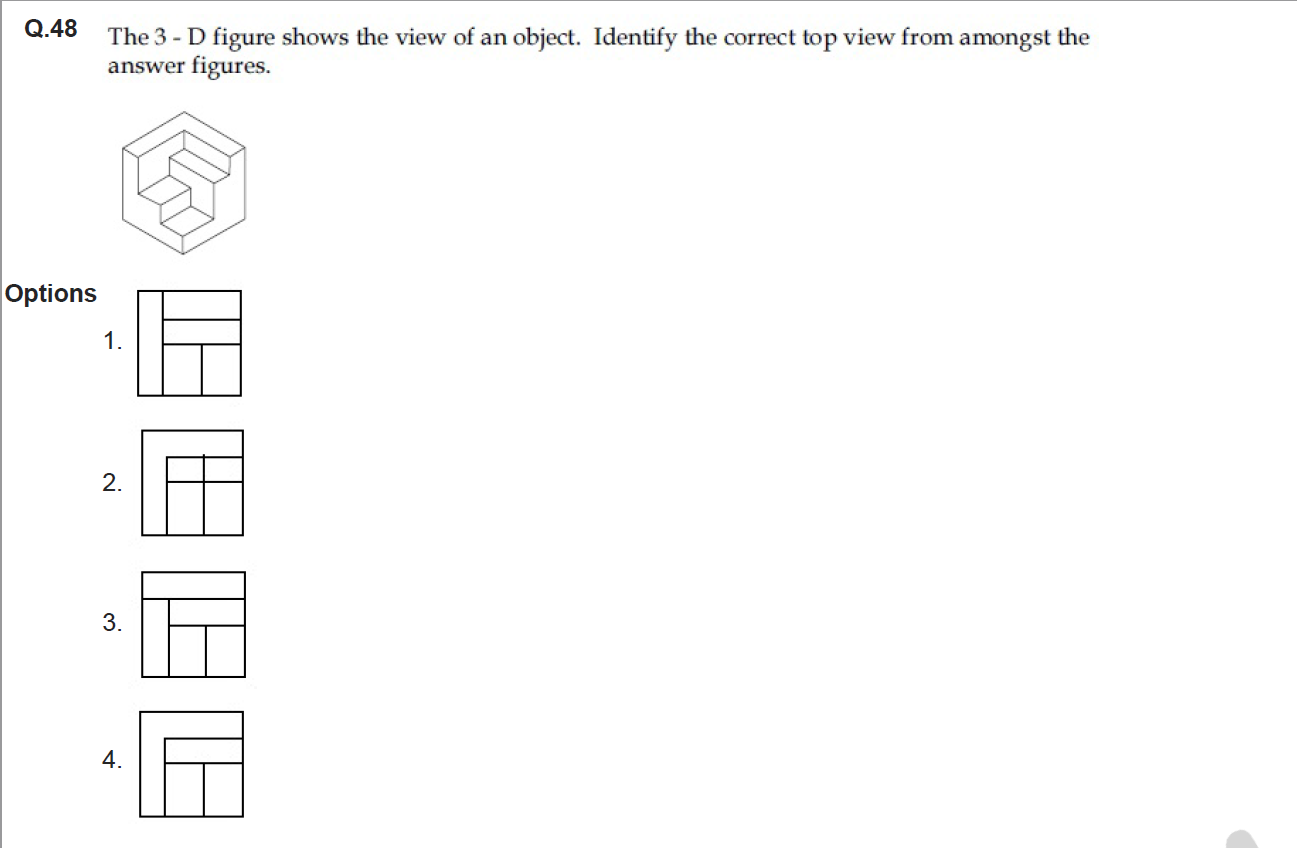 Q.48 The 3 - D figure shows the view of an object. Identify the correct top view from amongst the
answer figures.
Options
1.
2.
3.
4.